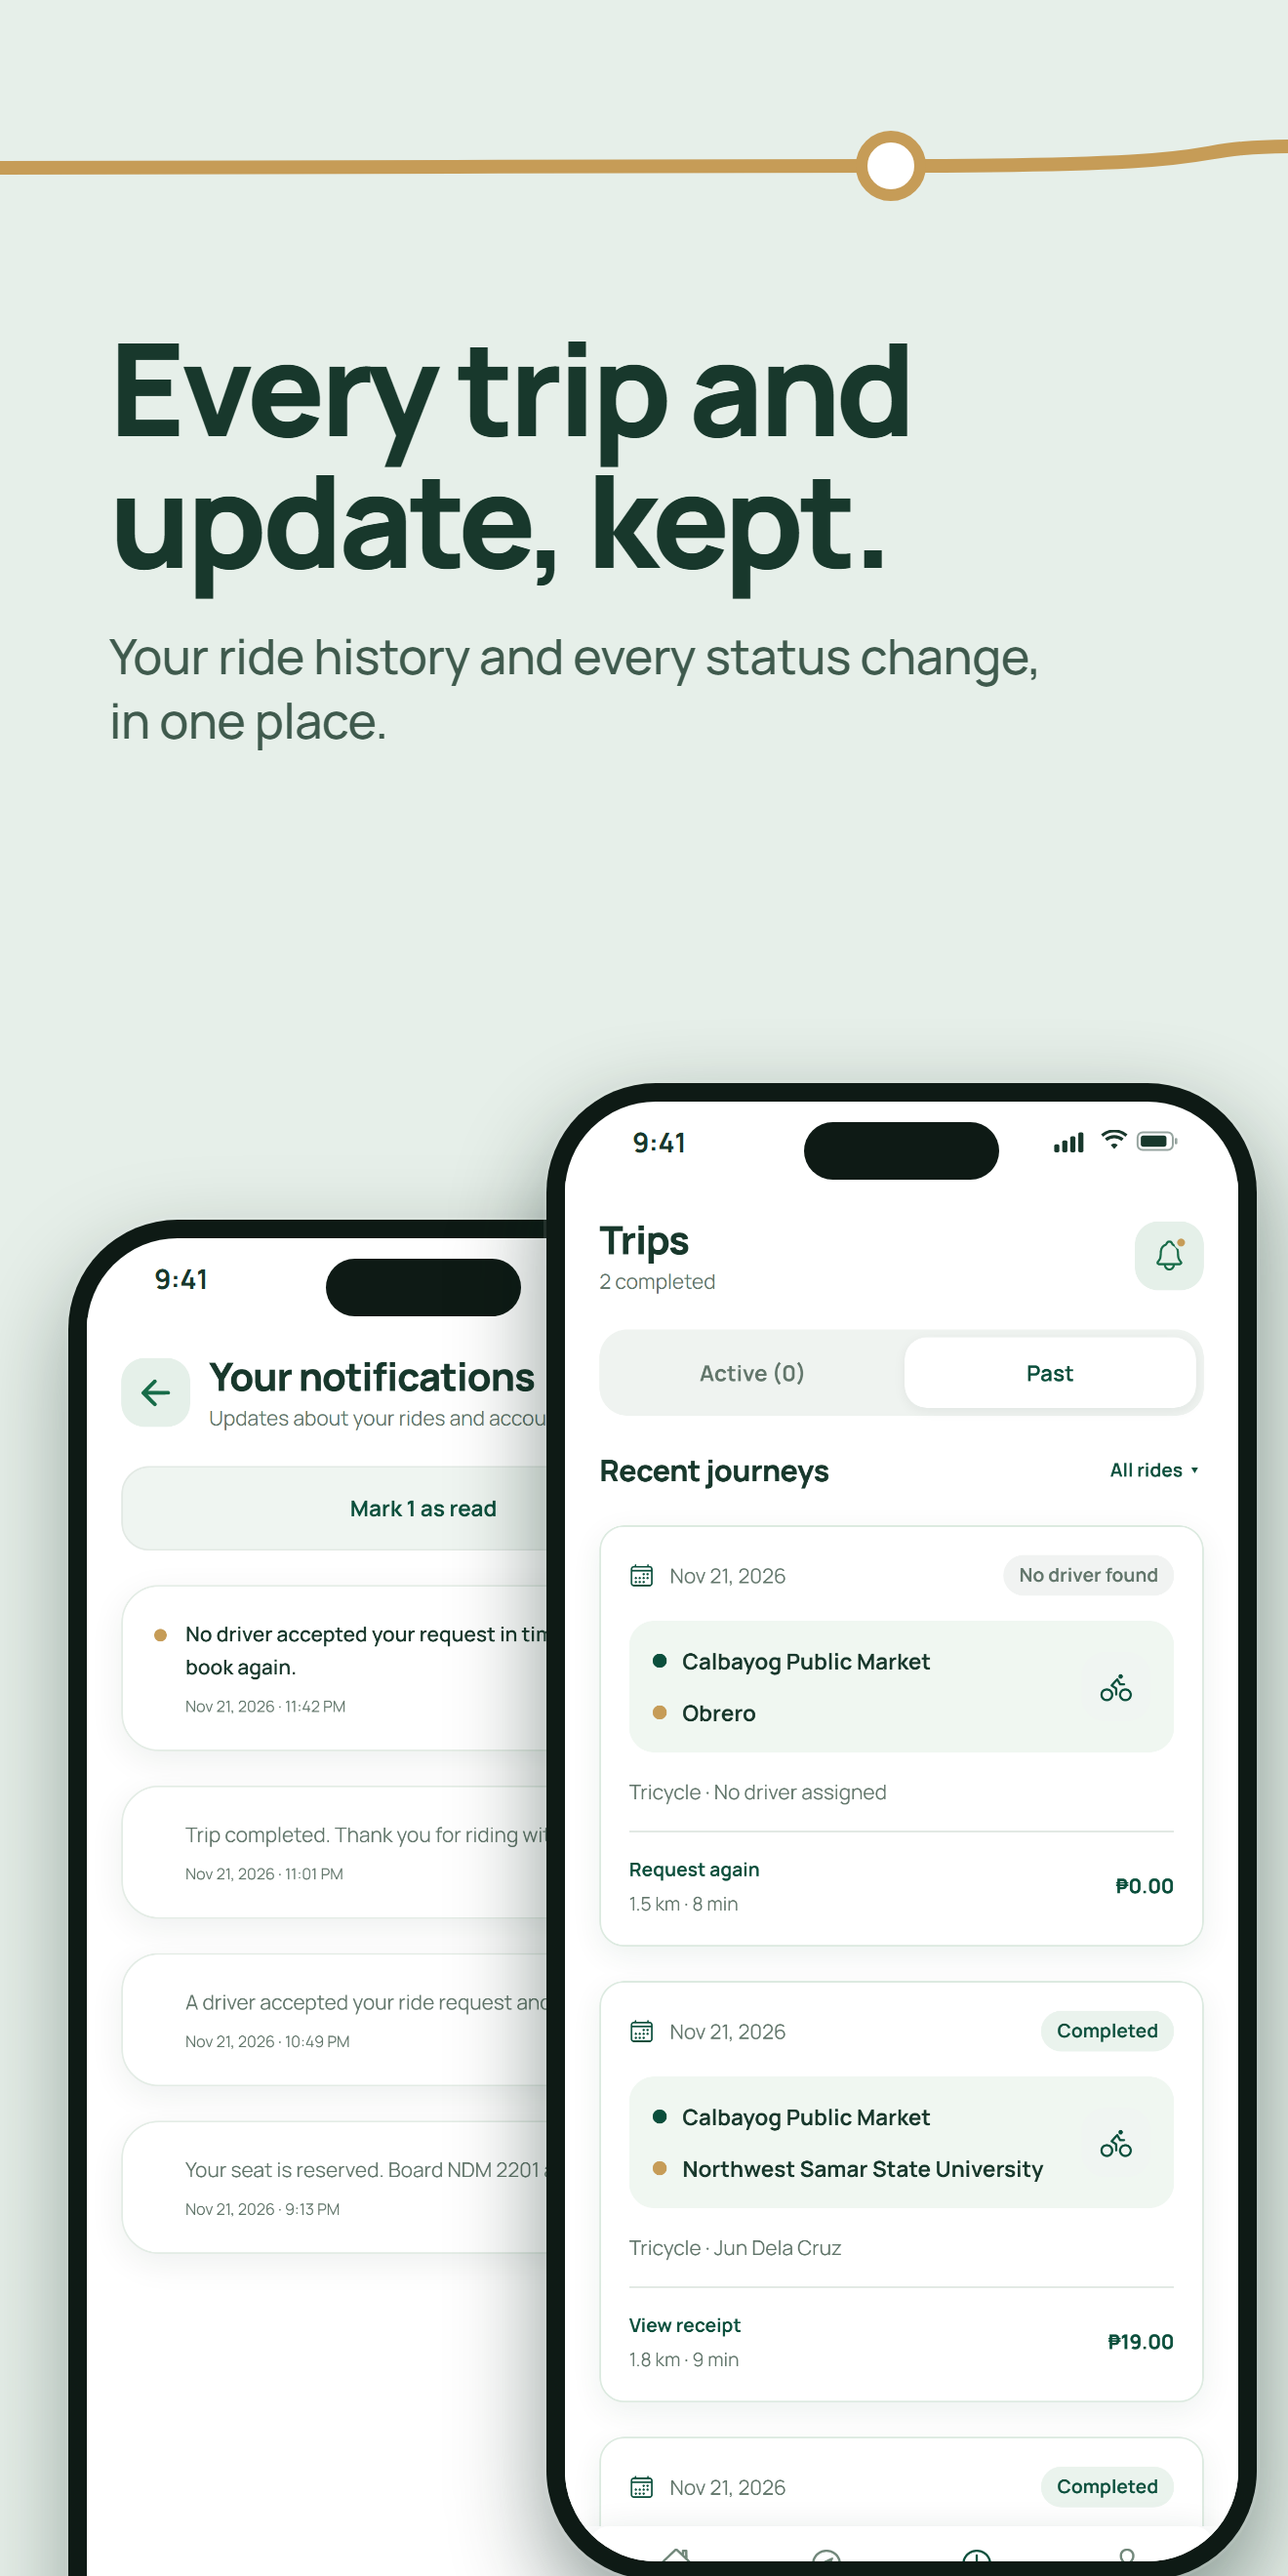 Every trip and
update, kept.
Your ride history and every status change,
in one place.
9:41
Your notifications
Updates about your rides and
Mark 1 as read
No driver accepted your request in
book again.
Nov 21, 2026 · 11:42 PM
Trip completed. Thank you for riding
Nov 21, 2026 · 11:01 PM
A driver accepted your ride request
Nov 21, 2026 · 10:49 PM
Your seat is reserved. Board NDM 2201
Nov 21, 2026 · 9:13 PM
9:41
Trips
2 completed
Active (0)
Past
Recent journeys
All rides
Nov 21, 2026
No driver found
Calbayog Public Market
Obrero
Tricycle · No driver assigned
Request again
1.5 km · 8 min
₱0.00
Nov 21, 2026
Completed
Calbayog Public Market
Northwest Samar State University
Tricycle · Jun Dela Cruz
View receipt
1.8 km · 9 min
₱19.00
Nov 21, 2026
Completed